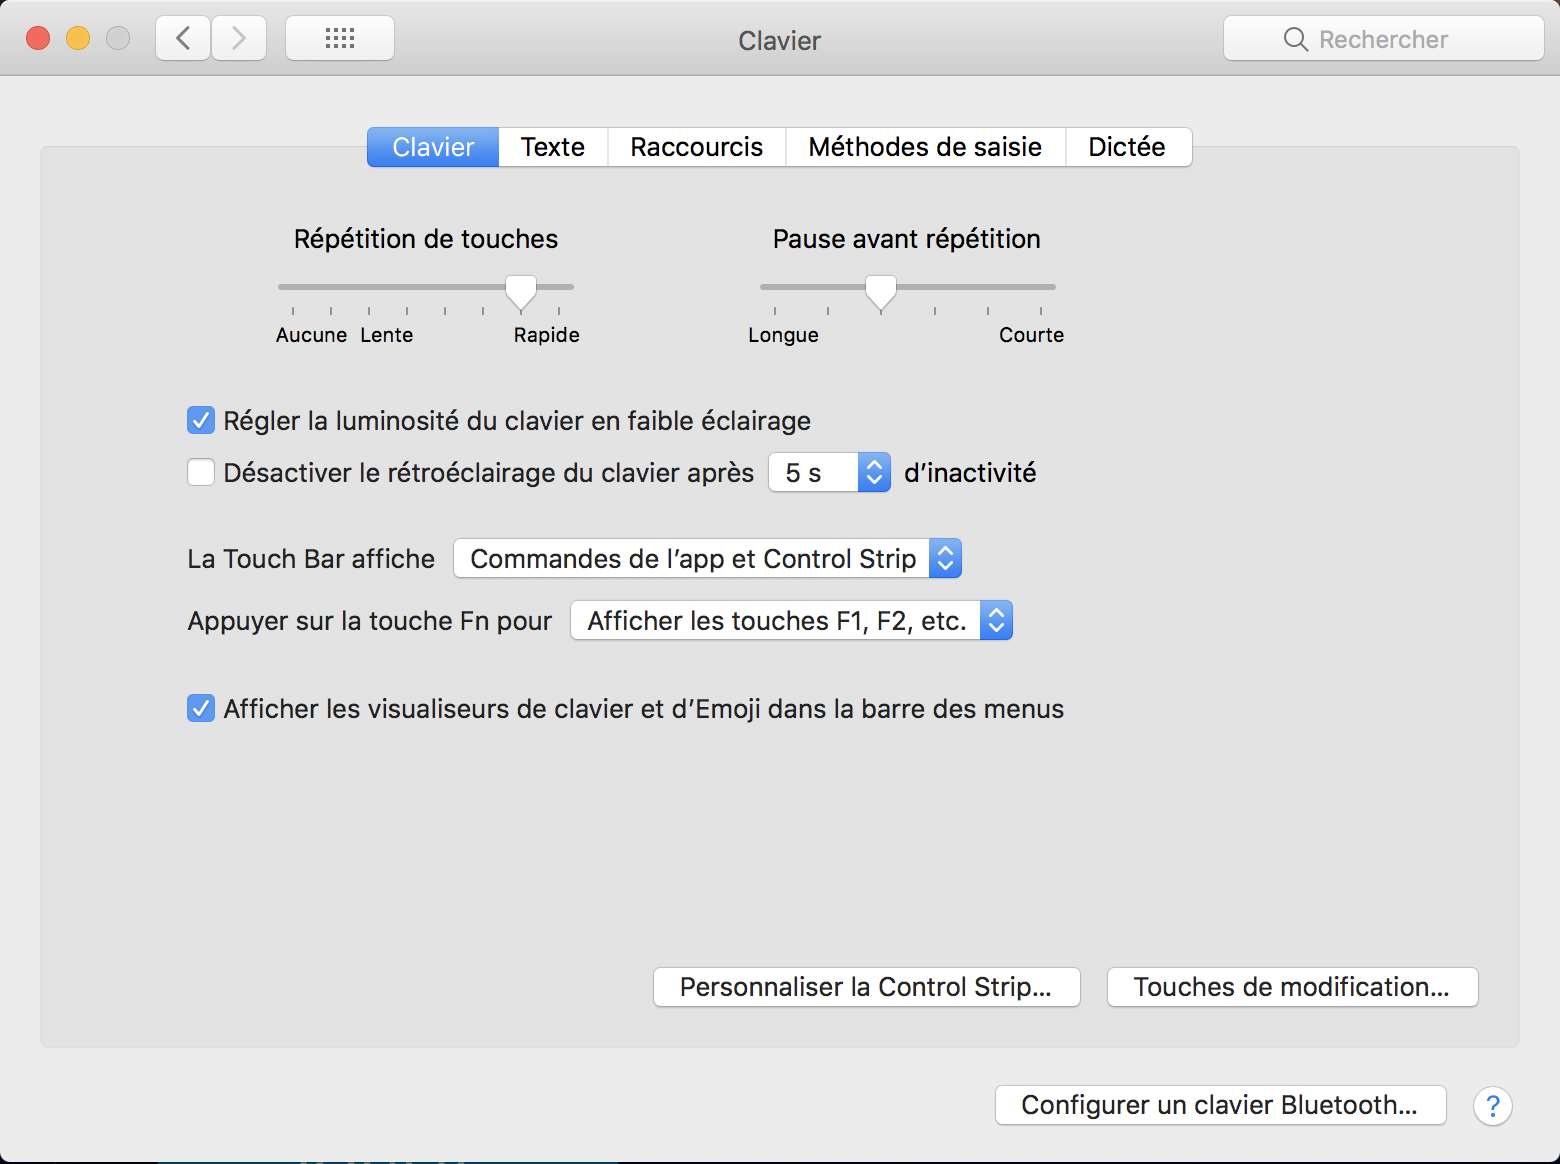 Clavier
Rechercher
Clavier Texte Raccourcis Méthodes de saisie Dictée
Répétition de touches Pause avant répétition
Aucune Lente Rapide Longue Courte
Régler la luminosité du clavier en faible éclairage
Désactiver le rétroéclairage du clavier après 5 s d’inactivité
La Touch Bar affiche Commandes de l’app et Control Strip
Appuyer sur la touche Fn pour Afficher les touches F1, F2, etc.
Afficher les visualiseurs de clavier et d’Emoji dans la barre des menus
Personnaliser la Control Strip... Touches de modification...
Configurer un clavier Bluetooth... ?